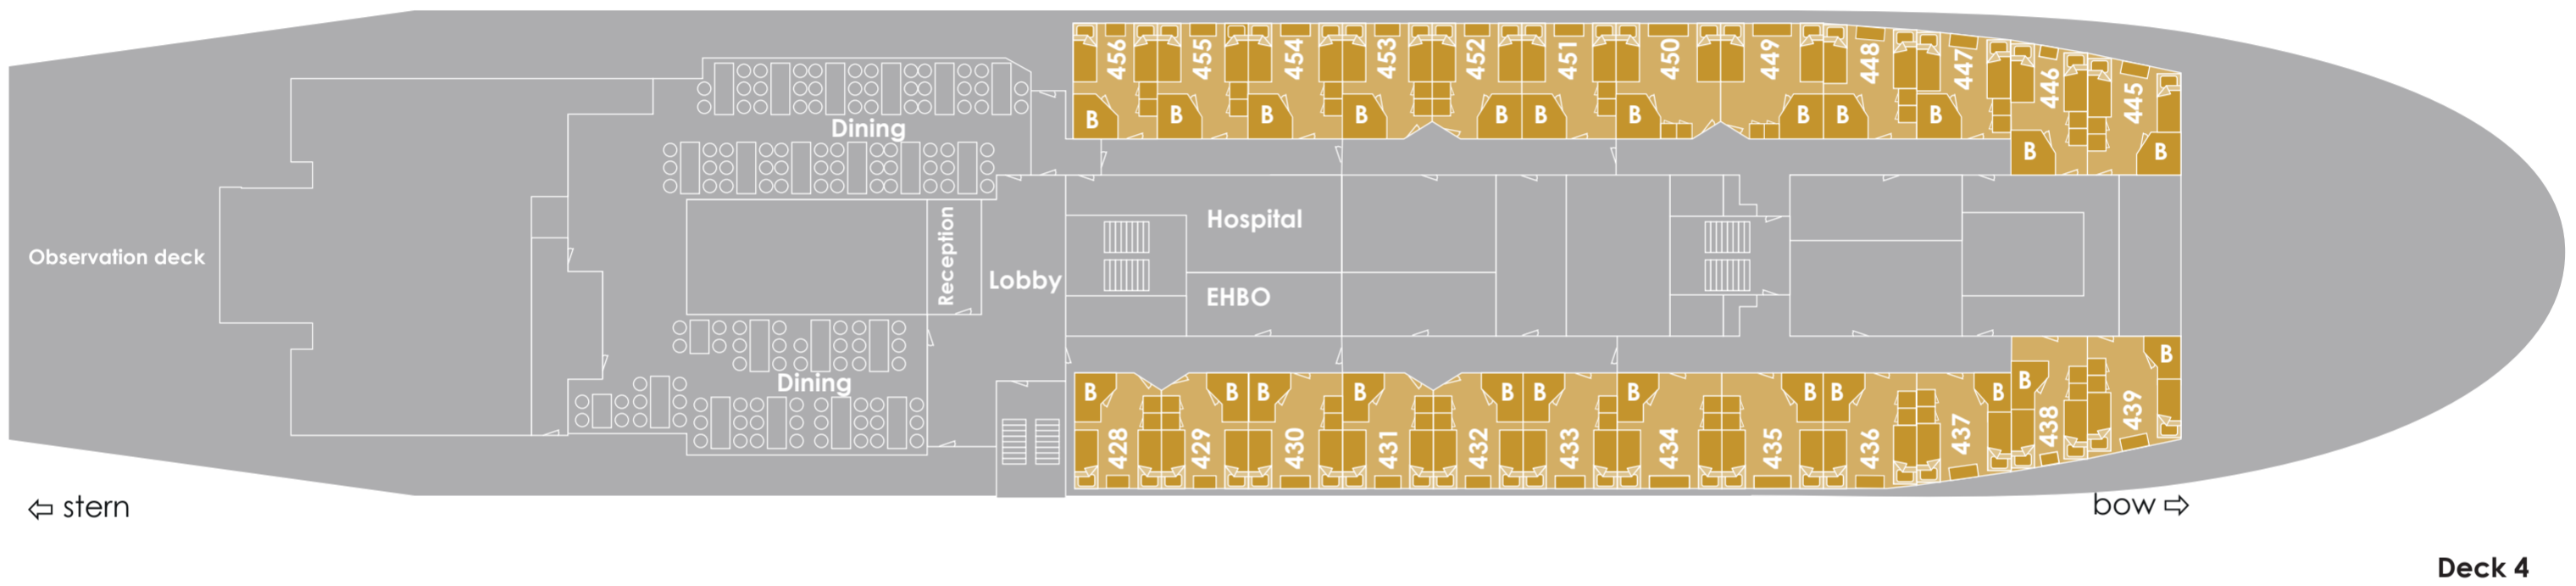 456
455
454
453
452
451
450
449
448
447
446
445
B
B
B
B
B
B
B
B
B
B
B
B
Dining
Observation deck
Reception
Lobby
Hospital
EHBO
Dining
B
B
B
B
B
B
B
B
B
B
B
B
428
429
430
431
432
433
434
435
436
437
438
439
stern
bow
Deck 4